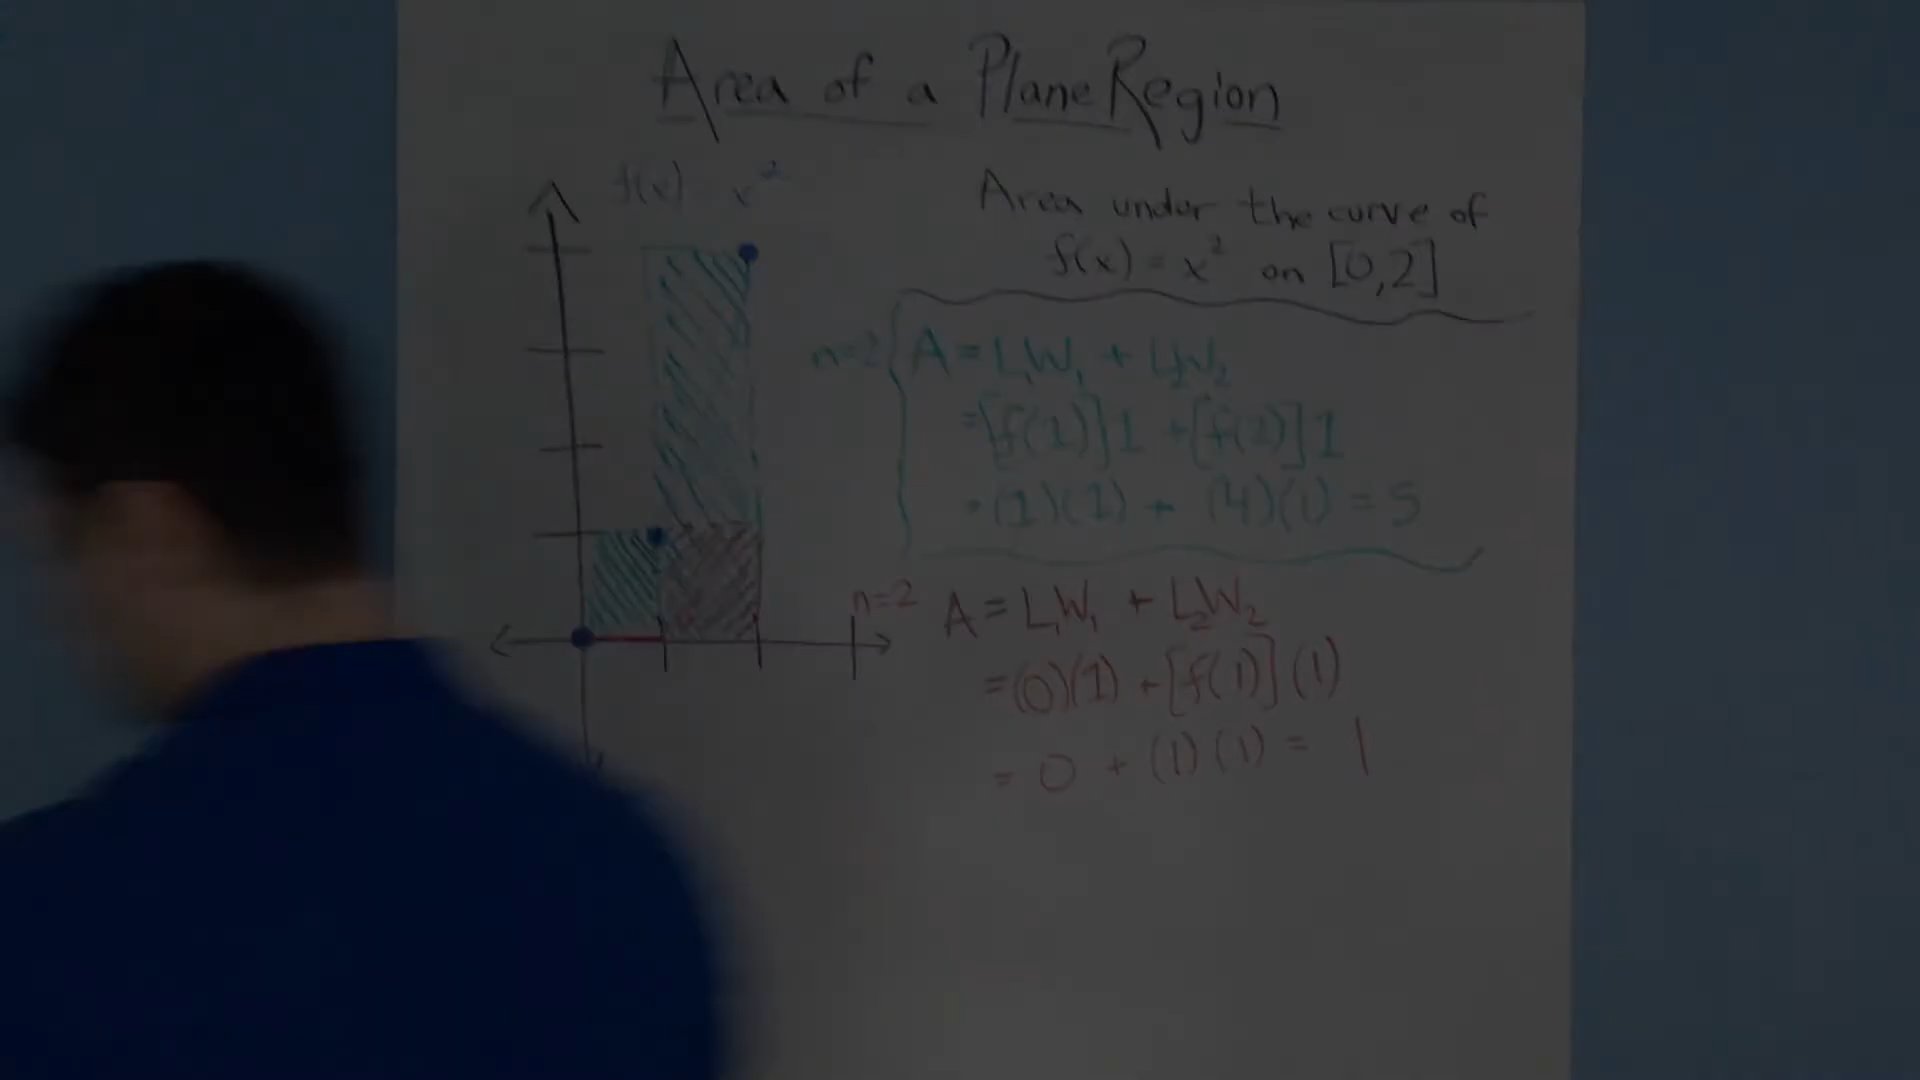 Area of a Plane Region
f(x) = x²
Area under the curve of
f(x) = x² on [0,2]
n=2 A = L₁W₁ + L₂W₂
=[f(1)]1 + [f(2)]1
= (1)(1) + (4)(1) = 5
n=2 A = L₁W₁ + L₂W₂
= (0)(1) + [f(1)](1)
= 0 + (1)(1) = 1